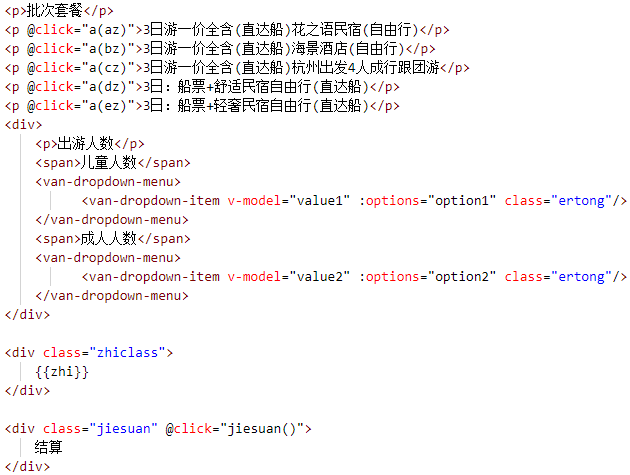 <p>批次套餐</p>
<p @click="a(az)">3日游一价全含(直达船)花之语民宿(自由行)</p>
<p @click="a(bz)">3日游一价全含(直达船)海景酒店(自由行)</p>
<p @click="a(cz)">3日游一价全含(直达船)杭州出发4人成行跟团游</p>
<p @click="a(dz)">3日：船票+舒适民宿自由行(直达船)</p>
<p @click="a(ez)">3日：船票+轻奢民宿自由行(直达船)</p>
<div>
    <p>出游人数</p>
    <span>儿童人数</span>
    <van-dropdown-menu>
        <van-dropdown-item v-model="value1" :options="option1" class="ertong"/>
    </van-dropdown-menu>
    <span>成人人数</span>
    <van-dropdown-menu>
        <van-dropdown-item v-model="value2" :options="option2" class="ertong"/>
    </van-dropdown-menu>
</div>

<div class="zhiclass">
    {{zhi}}
</div>

<div class="jiesuan" @click="jiesuan()">
    结算
</div>